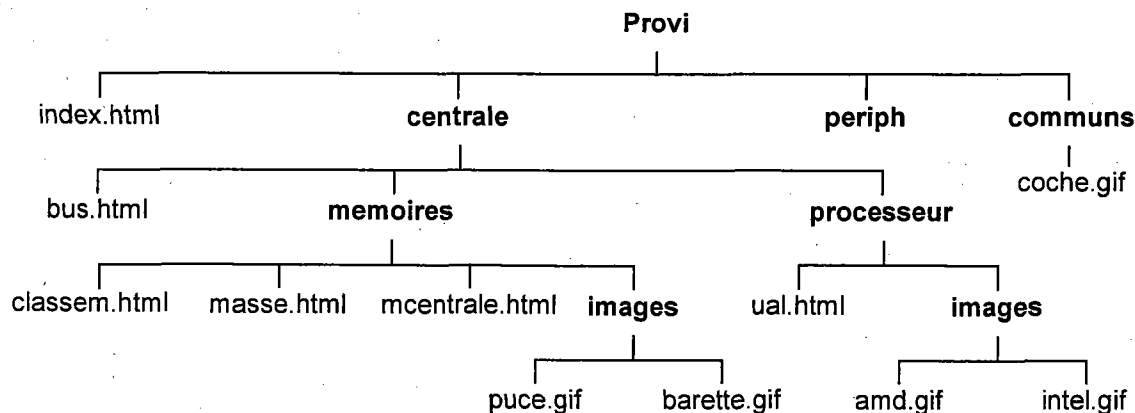 Provi
index.html centrale periph communs
coche.gif
bus.html memoires processeur
classem.html masse.html mcentrale.html images ual.html images
puce.gif barette.gif amd.gif intel.gif